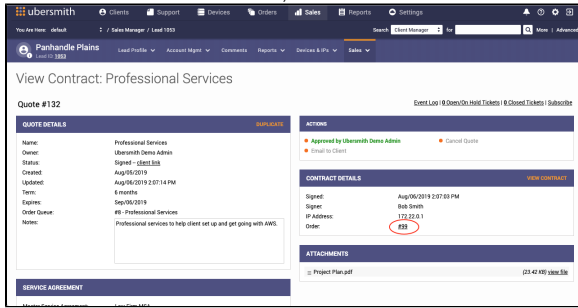 ubersmith Clients Support Devices Orders Sales Reports Settings
You Are Here: default / Sales Manager / Lead 1053 Search Client Manager for More | Advanced
Panhandle Plains
Lead ID: 1053
Lead Profile Account Mgmt Comments Reports Devices & IPs Sales
View Contract: Professional Services
Quote #132
Event Log | 0 Open/On Hold Tickets | 0 Closed Tickets | Subscribe
QUOTE DETAILS DUPLICATE
Name: Professional Services
Owner: Ubersmith Demo Admin
Status: Signed -- client link
Created: Aug/05/2019
Updated: Aug/06/2019 2:07:14 PM
Term: 6 months
Expires: Sep/06/2019
Order Queue: #8 - Professional Services
Notes: Professional services to help client set up and get going with AWS.
SERVICE AGREEMENT
ACTIONS
Approved by Ubersmith Demo Admin Cancel Quote
Email to Client
CONTRACT DETAILS VIEW CONTRACT
Signed: Aug/06/2019 2:07:03 PM
Signer: Bob Smith
IP Address: 172.22.0.1
Order: #99
ATTACHMENTS
Project Plan.pdf (23.42 KB) view file